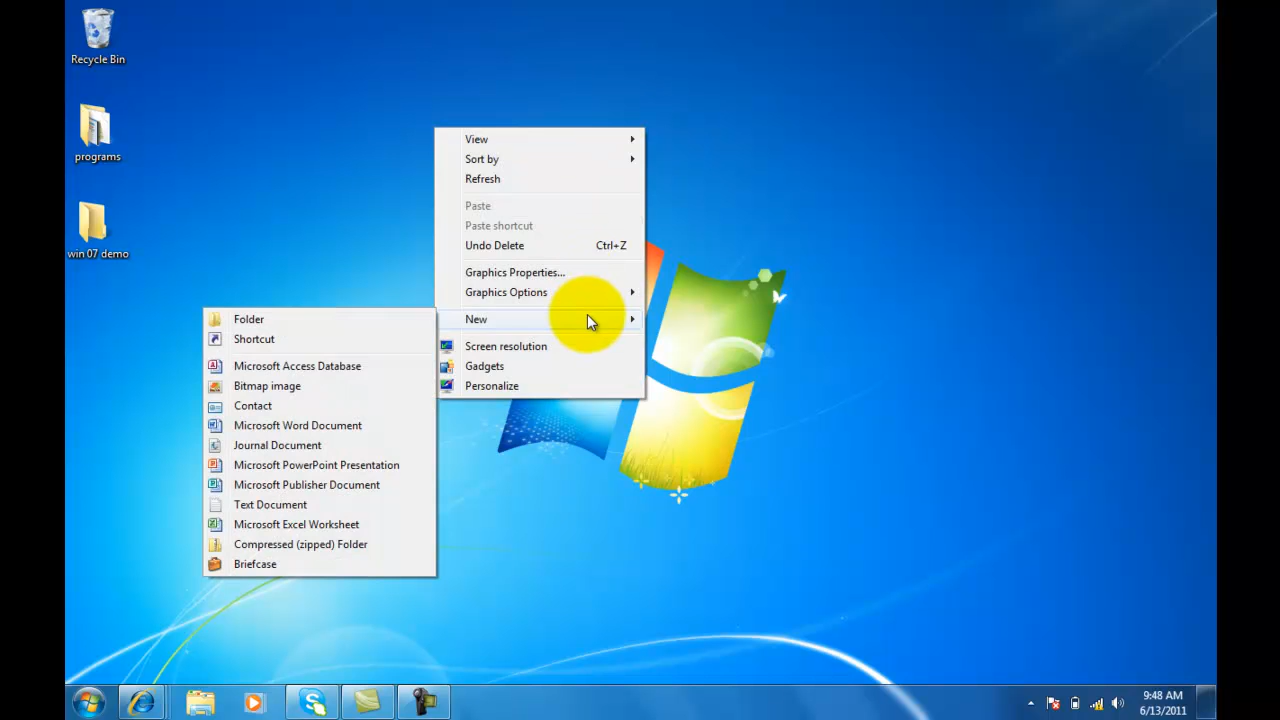 Recycle Bin
programs
win 07 demo
View
Sort by
Refresh
Paste
Paste shortcut
Undo Delete Ctrl+Z
Graphics Properties...
Graphics Options
New
Screen resolution
Gadgets
Personalize
Folder
Shortcut
Microsoft Access Database
Bitmap image
Contact
Microsoft Word Document
Journal Document
Microsoft PowerPoint Presentation
Microsoft Publisher Document
Text Document
Microsoft Excel Worksheet
Compressed (zipped) Folder
Briefcase
9:48 AM
6/13/2011